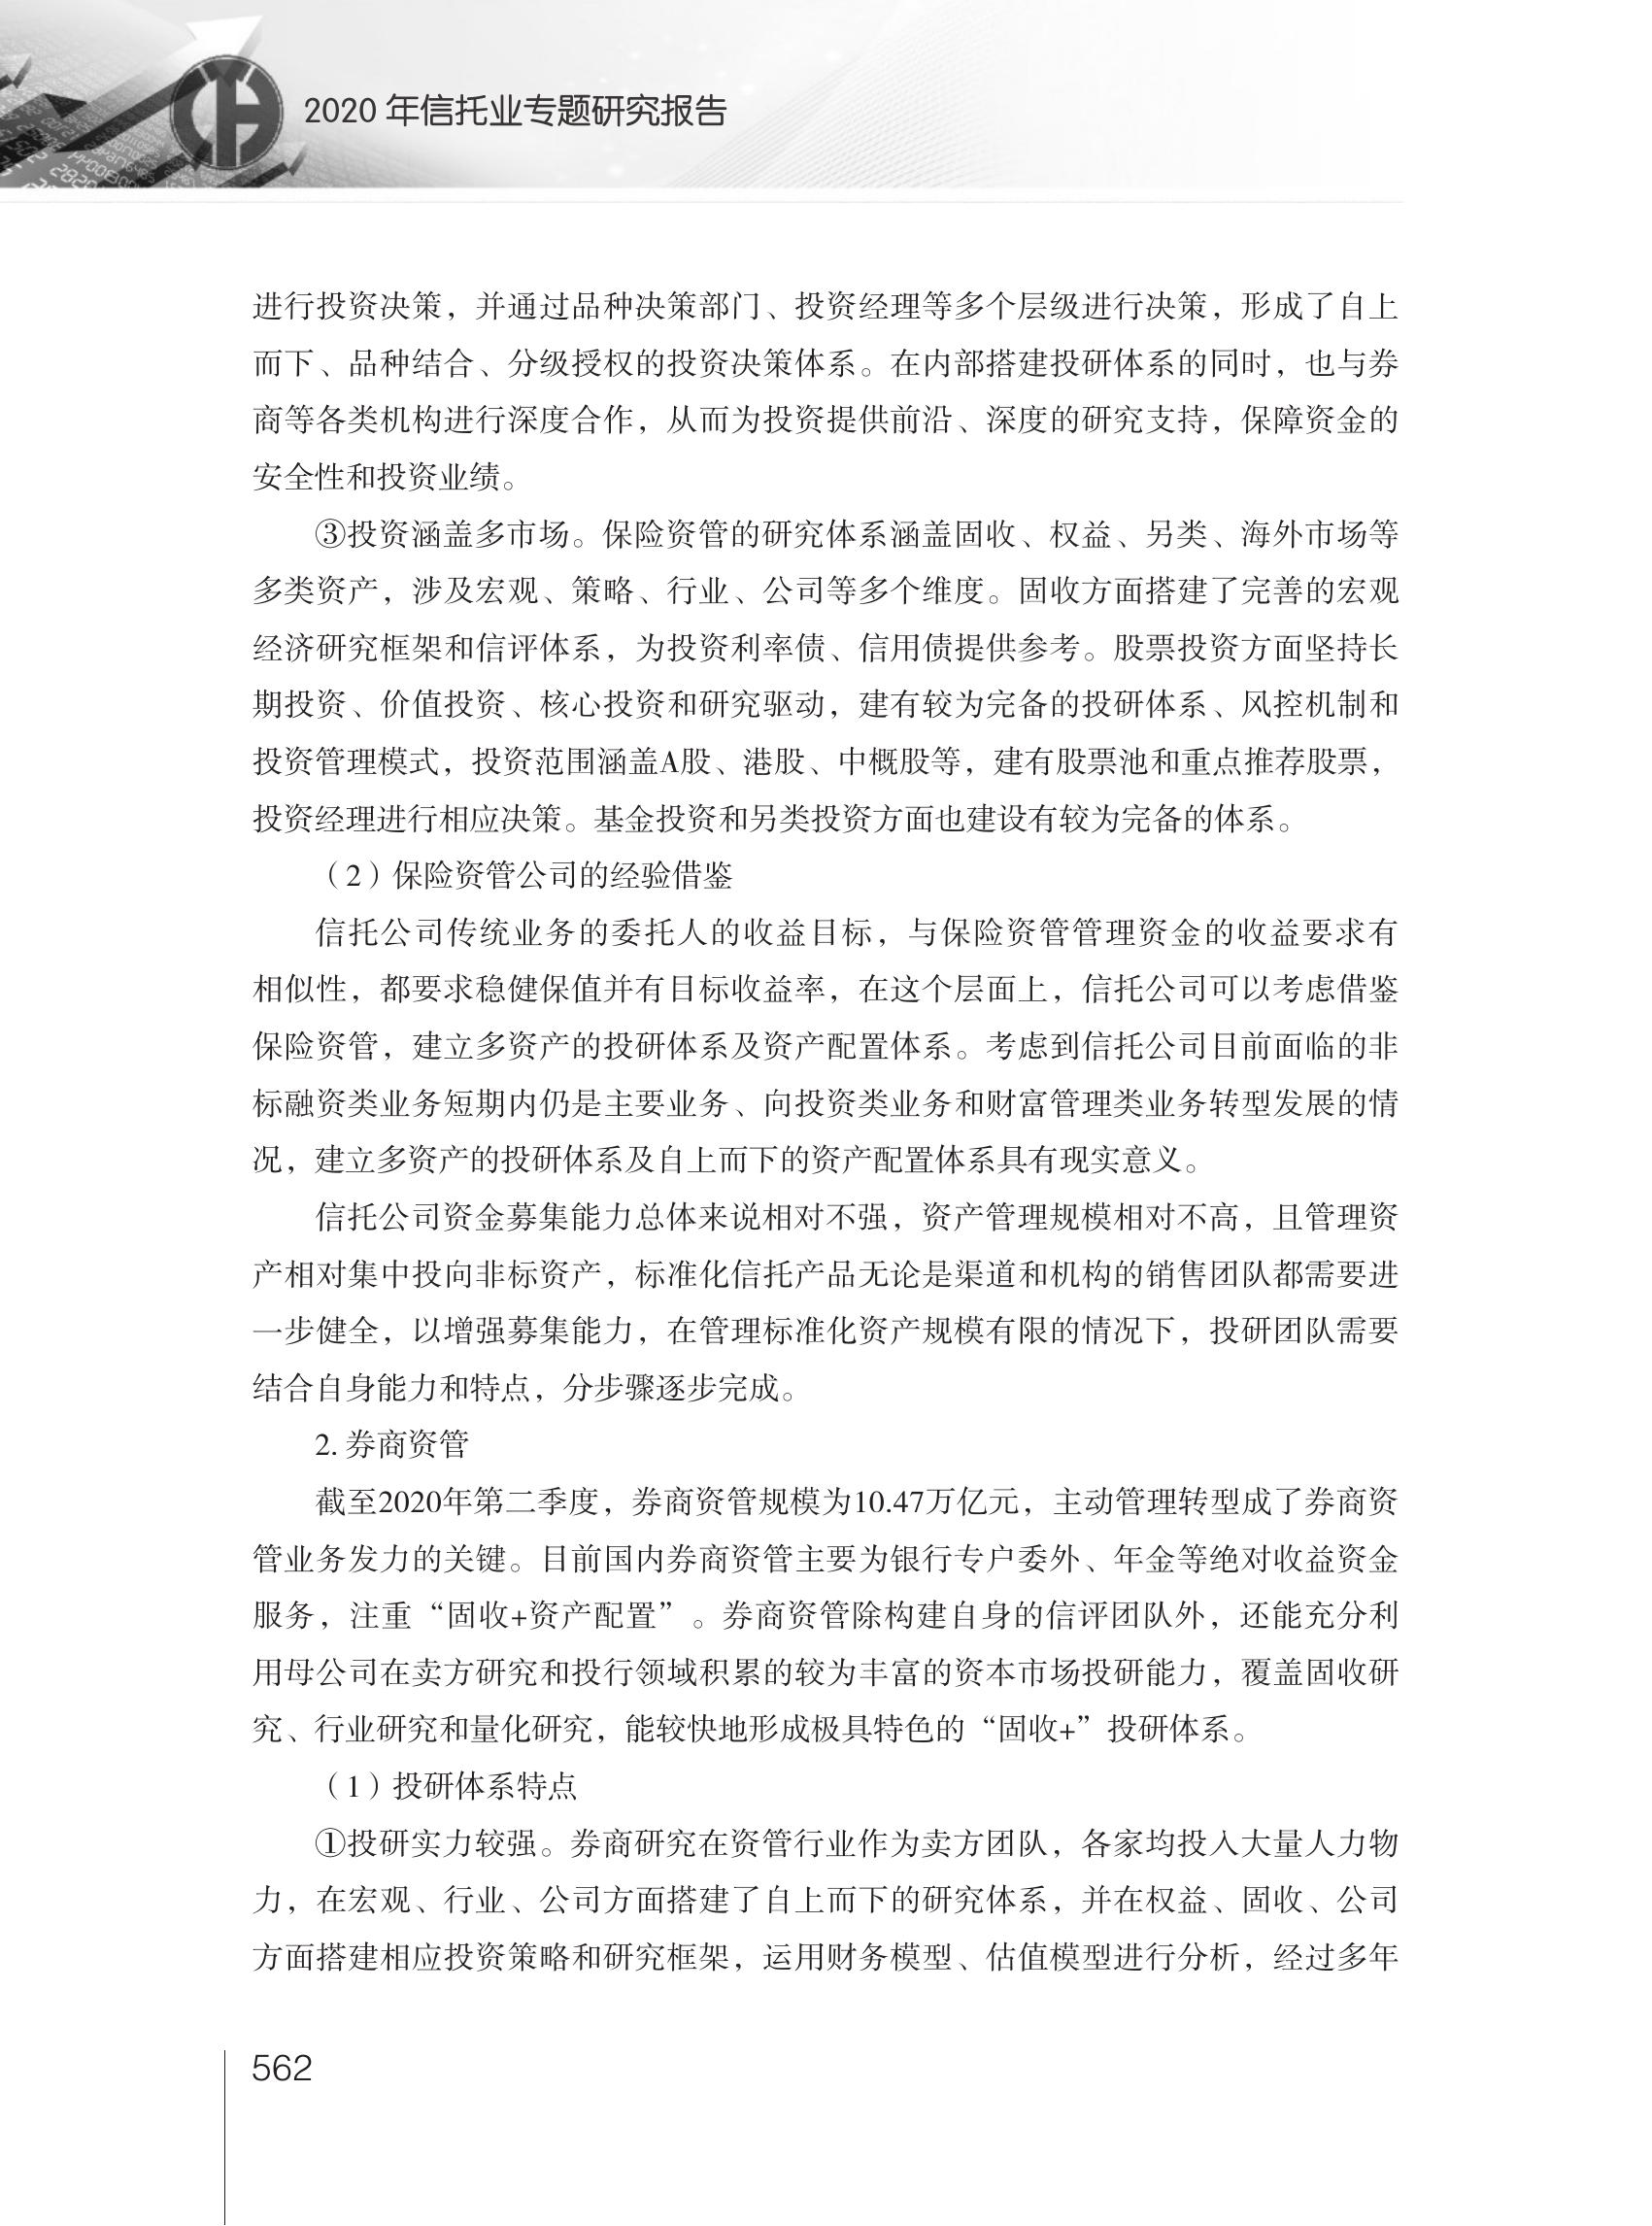 2020 年信托业专题研究报告
进行投资决策，并通过品种决策部门、投资经理等多个层级进行决策，形成了自上
而下、品种结合、分级授权的投资决策体系。在内部搭建投研体系的同时，也与券
商等各类机构进行深度合作，从而为投资提供前沿、深度的研究支持，保障资金的
安全性和投资业绩。
③投资涵盖多市场。保险资管的研究体系涵盖固收、权益、另类、海外市场等
多类资产，涉及宏观、策略、行业、公司等多个维度。固收方面搭建了完善的宏观
经济研究框架和信评体系，为投资利率债、信用债提供参考。股票投资方面坚持长
期投资、价值投资、核心投资和研究驱动，建有较为完备的投研体系、风控机制和
投资管理模式，投资范围涵盖A股、港股、中概股等，建有股票池和重点推荐股票，
投资经理进行相应决策。基金投资和另类投资方面也建设有较为完备的体系。
（2）保险资管公司的经验借鉴
信托公司传统业务的委托人的收益目标，与保险资管管理资金的收益要求有
相似性，都要求稳健保值并有目标收益率，在这个层面上，信托公司可以考虑借鉴
保险资管，建立多资产的投研体系及资产配置体系。考虑到信托公司目前面临的非
标融资类业务短期内仍是主要业务、向投资类业务和财富管理类业务转型发展的情
况，建立多资产的投研体系及自上而下的资产配置体系具有现实意义。
信托公司资金募集能力总体来说相对不强，资产管理规模相对不高，且管理资
产相对集中投向非标资产，标准化信托产品无论是渠道和机构的销售团队都需要进
一步健全，以增强募集能力，在管理标准化资产规模有限的情况下，投研团队需要
结合自身能力和特点，分步骤逐步完成。
2. 券商资管
截至2020年第二季度，券商资管规模为10.47万亿元，主动管理转型成了券商资
管业务发力的关键。目前国内券商资管主要为银行专户委外、年金等绝对收益资金
服务，注重“固收+资产配置”。券商资管除构建自身的信评团队外，还能充分利
用母公司在卖方研究和投行领域积累的较为丰富的资本市场投研能力，覆盖固收研
究、行业研究和量化研究，能较快地形成极具特色的“固收+”投研体系。
（1）投研体系特点
①投研实力较强。券商研究在资管行业作为卖方团队，各家均投入大量人力物
力，在宏观、行业、公司方面搭建了自上而下的研究体系，并在权益、固收、公司
方面搭建相应投资策略和研究框架，运用财务模型、估值模型进行分析，经过多年
562